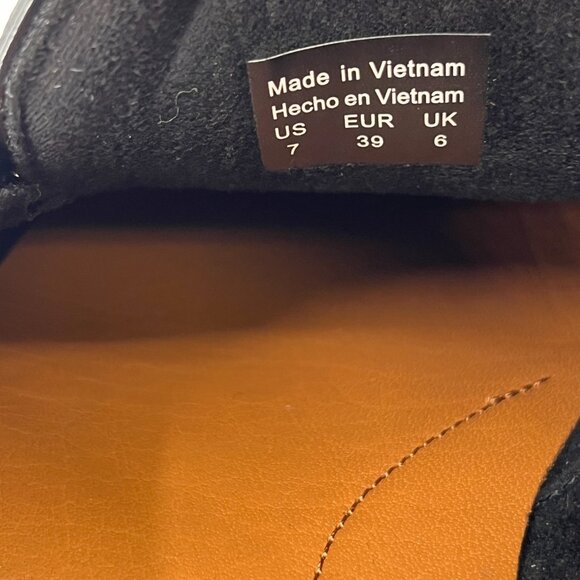 Made in Vietnam
Hecho en Vietnam
US EUR UK
7 39 6